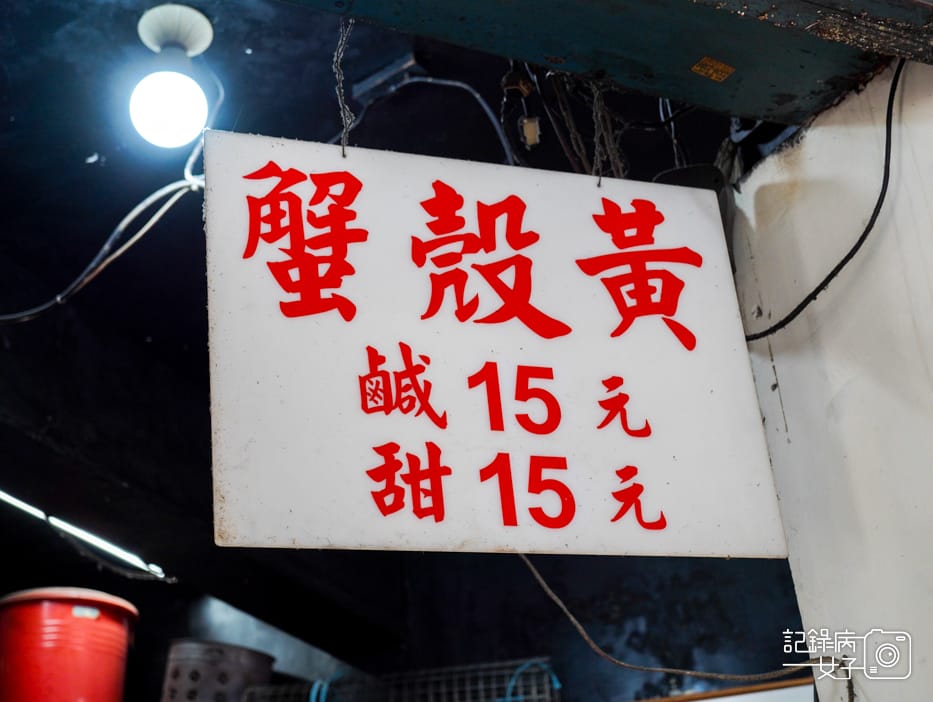 蟹殼黃
鹹 15 元
甜 15 元
記錄病
女子